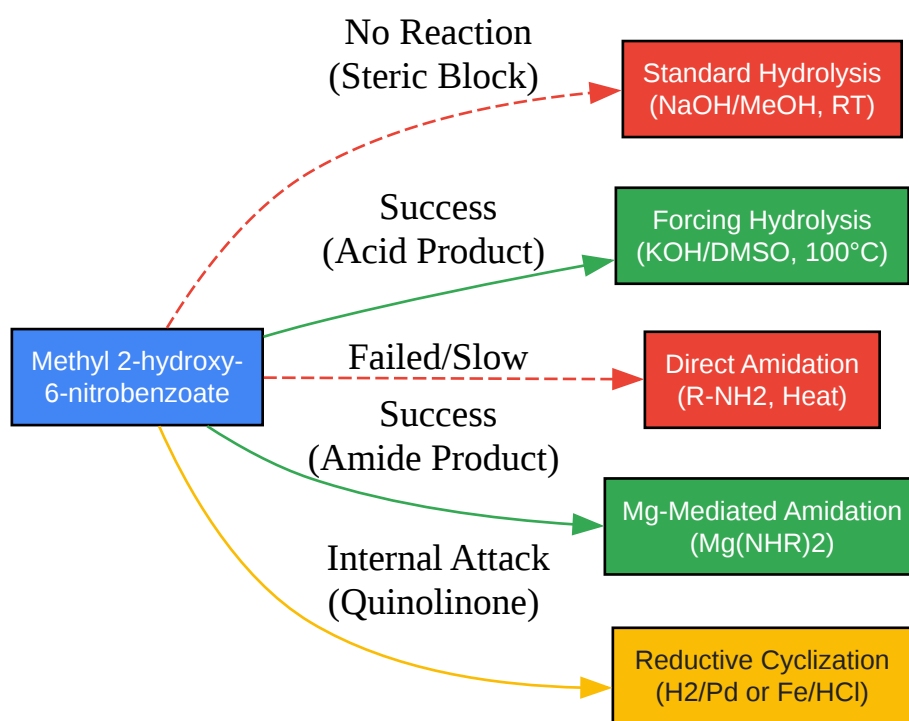 No Reaction
(Steric Block)
Standard Hydrolysis
(NaOH/MeOH, RT)
Success
(Acid Product)
Forcing Hydrolysis
(KOH/DMSO, 100°C)
Methyl 2-hydroxy-
6-nitrobenzoate
Failed/Slow
Direct Amidation
(R-NH2, Heat)
Success
(Amide Product)
Mg-Mediated Amidation
(Mg(NHR)2)
Internal Attack
(Quinolinone)
Reductive Cyclization
(H2/Pd or Fe/HCl)